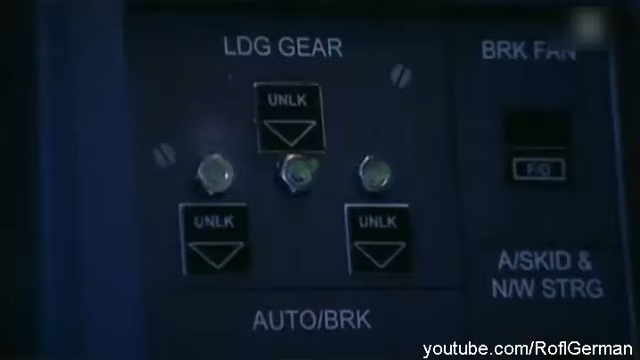 LDG GEAR
BRK FAN
UNLK
F/O
UNLK
UNLK
A/SKID &
N/W STRG
AUTO/BRK
youtube.com/RoflGerman